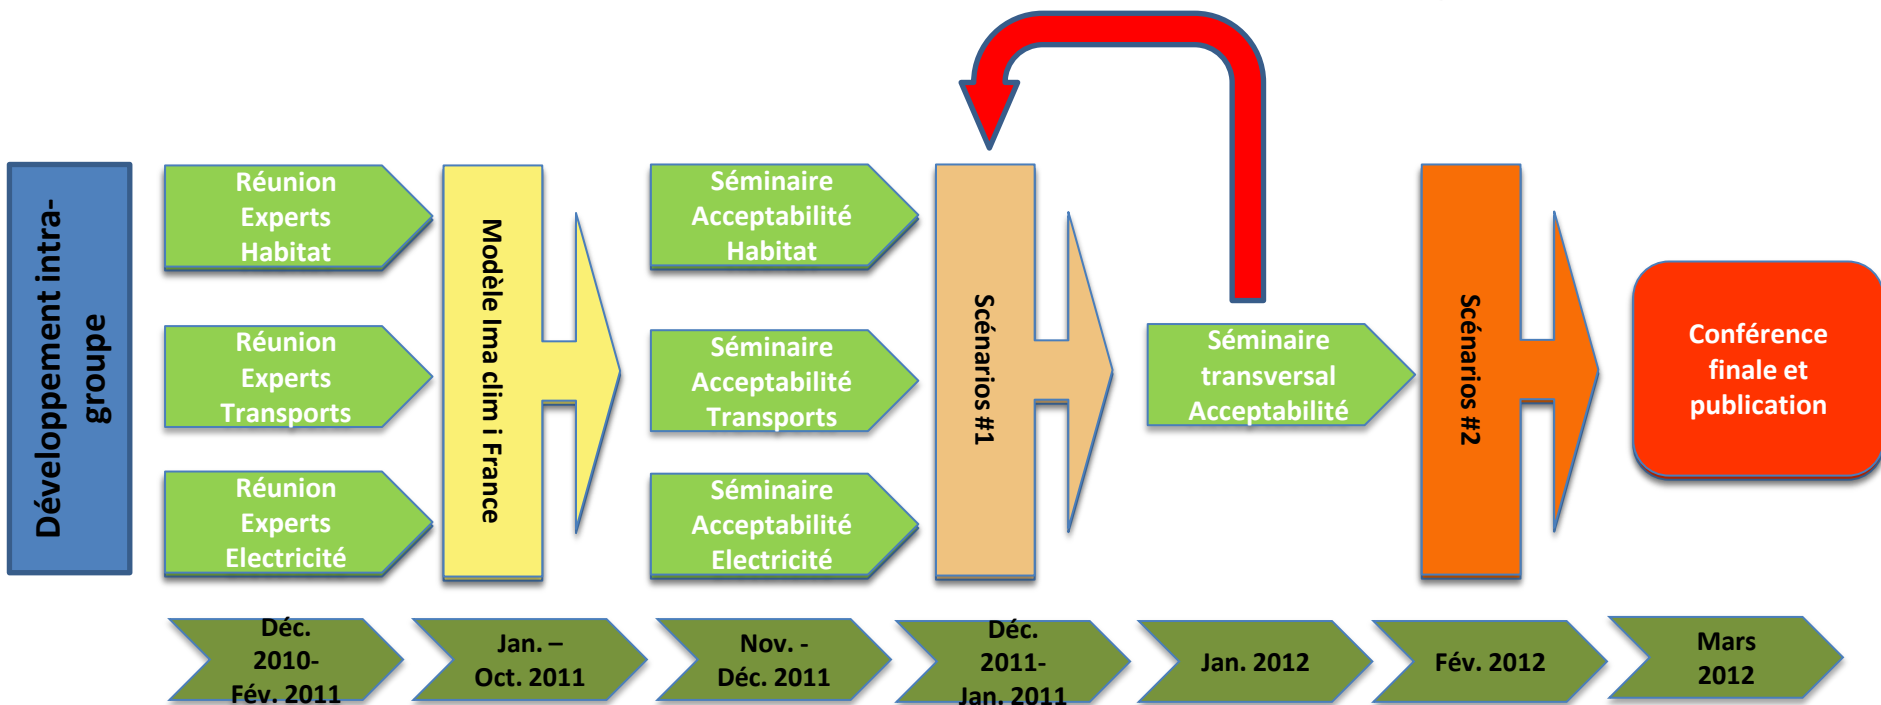 Développement intra-
groupe
Réunion
Experts
Habitat
Réunion
Experts
Transports
Réunion
Experts
Electricité
Modèle Ima clim i France
Séminaire
Acceptabilité
Habitat
Séminaire
Acceptabilité
Transports
Séminaire
Acceptabilité
Electricité
Scénarios #1
Séminaire
transversal
Acceptabilité
Scénarios #2
Conférence
finale et
publication
Déc.
2010-
Fév. 2011
Jan. –
Oct. 2011
Nov. -
Déc. 2011
Déc.
2011-
Jan. 2011
Jan. 2012
Fév. 2012
Mars
2012